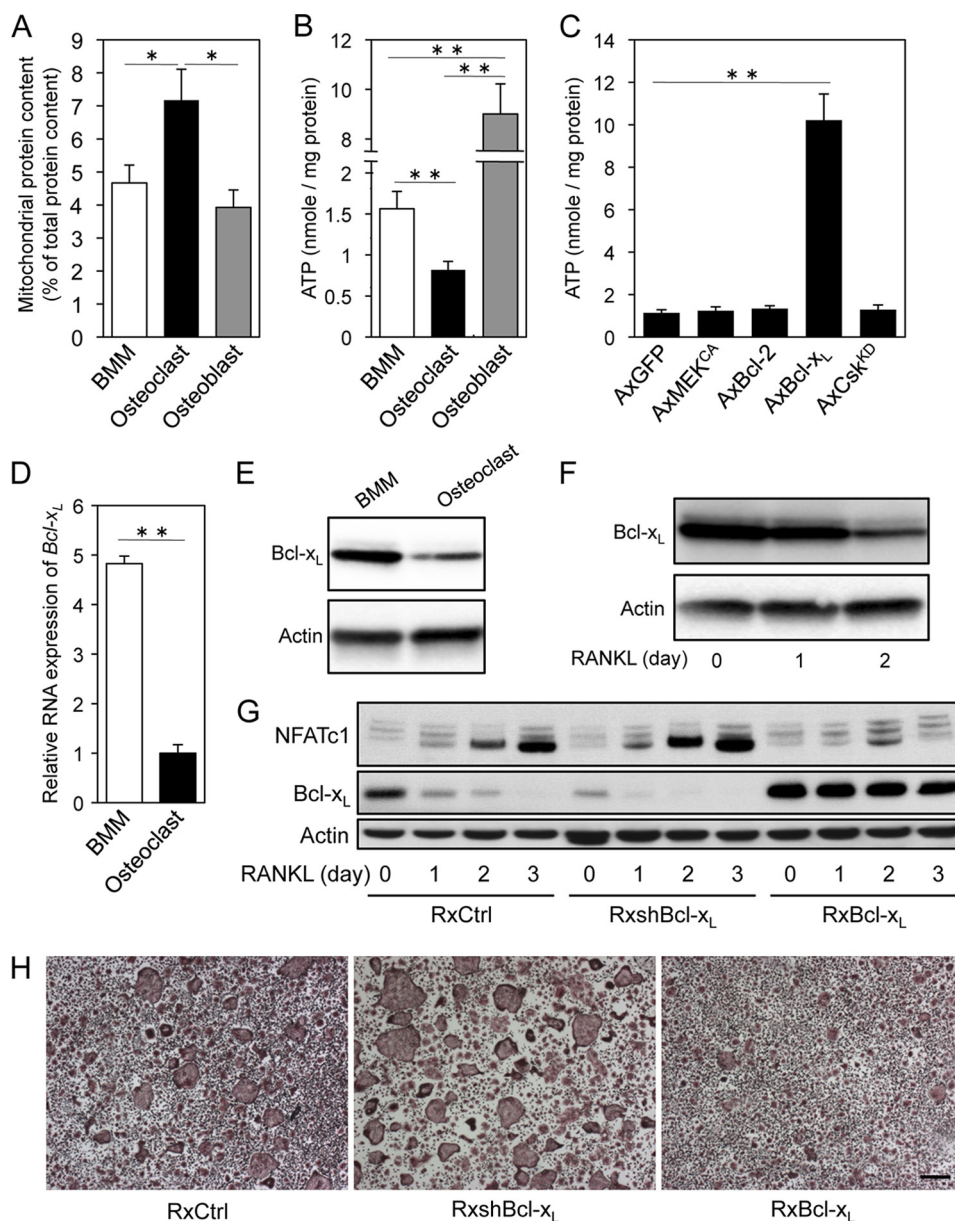 A
Mitochondrial protein content
(% of total protein content)
9
8
7
6
5
4
3
2
1
0
* *
BMM
Osteoclast
Osteoblast
B
ATP (nmole / mg protein)
12
10
8
2
1.5
1
0.5
0
* *
* *
* *
BMM
Osteoclast
Osteoblast
C
ATP (nmole / mg protein)
14
12
10
8
6
4
2
0
* *
AxGFP
AxMEK^CA
AxBcl-2
AxBcl-x_L
AxCsk^KD
D
Relative RNA expression of Bcl-x_L
6
5
4
3
2
1
0
* *
BMM
Osteoclast
E
BMM
Osteoclast
Bcl-x_L
Actin
F
Bcl-x_L
Actin
RANKL (day) 0 1 2
G
NFATc1
Bcl-x_L
Actin
RANKL (day) 0 1 2 3 0 1 2 3 0 1 2 3
RxCtrl RxshBcl-x_L RxBcl-x_L
H
RxCtrl RxshBcl-x_L RxBcl-x_L